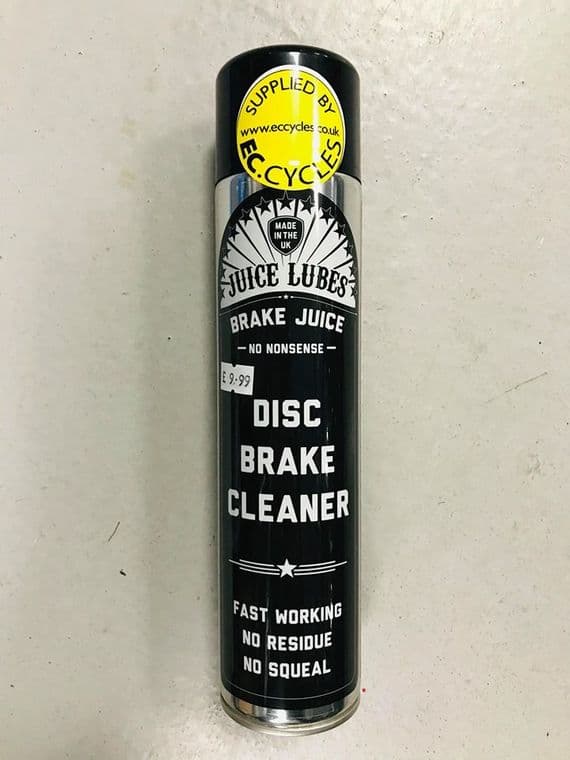 SUPPLIED BY
www.eccycles.co.uk
EC.CYCLES
MADE
IN THE
UK
JUICE LUBES
BRAKE JUICE
— NO NONSENSE —
£9.99
DISC
BRAKE
CLEANER
FAST WORKING
NO RESIDUE
NO SQUEAL